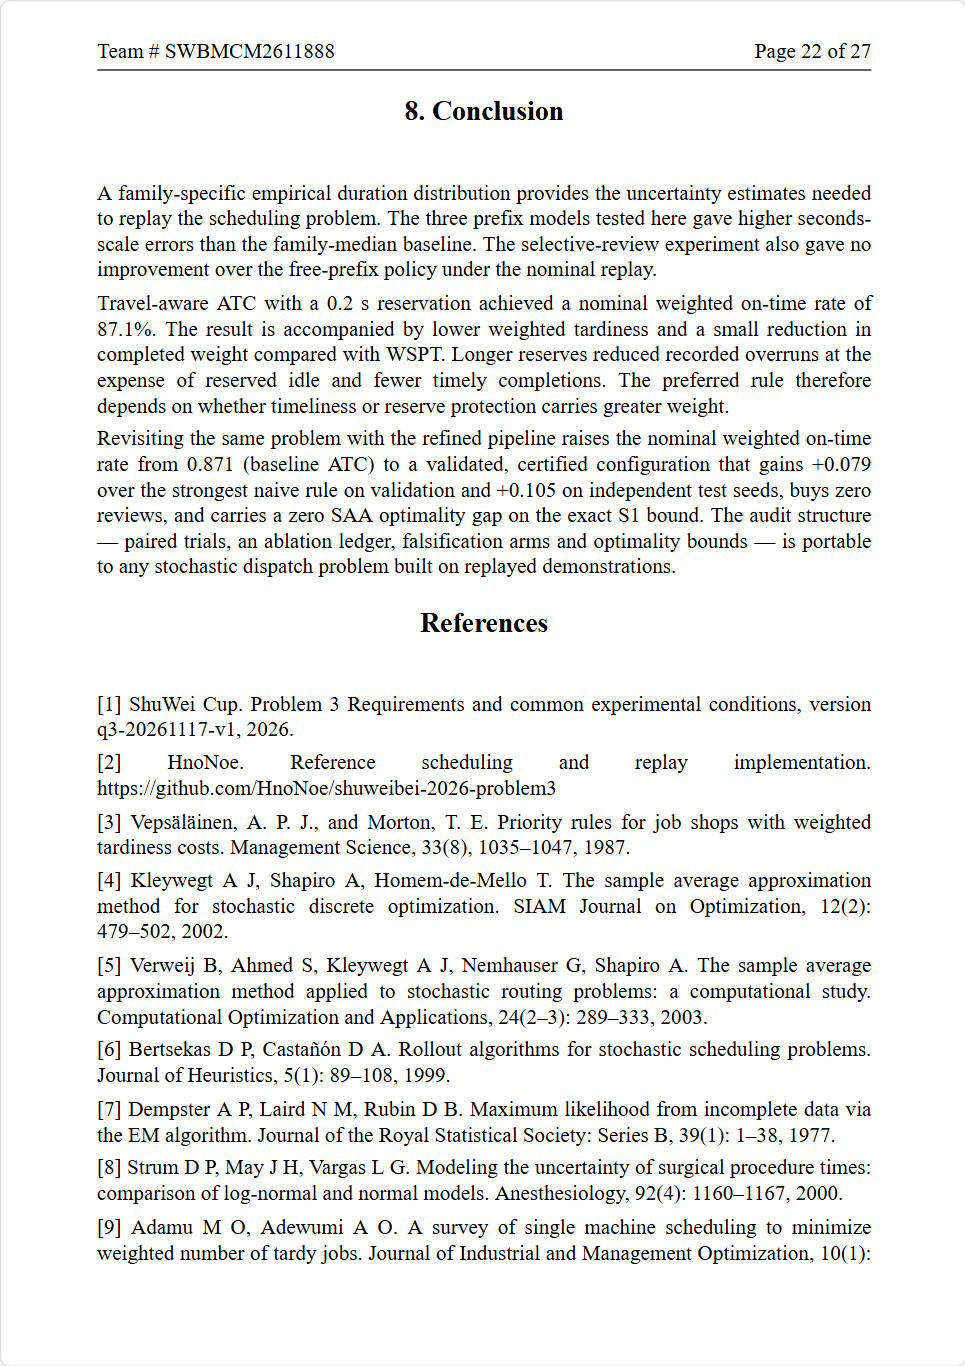 Team # SWBMCM2611888
Page 22 of 27
8. Conclusion
A family-specific empirical duration distribution provides the uncertainty estimates needed
to replay the scheduling problem. The three prefix models tested here gave higher seconds-
scale errors than the family-median baseline. The selective-review experiment also gave no
improvement over the free-prefix policy under the nominal replay.
Travel-aware ATC with a 0.2 s reservation achieved a nominal weighted on-time rate of
87.1%. The result is accompanied by lower weighted tardiness and a small reduction in
completed weight compared with WSPT. Longer reserves reduced recorded overruns at the
expense of reserved idle and fewer timely completions. The preferred rule therefore
depends on whether timeliness or reserve protection carries greater weight.
Revisiting the same problem with the refined pipeline raises the nominal weighted on-time
rate from 0.871 (baseline ATC) to a validated, certified configuration that gains +0.079
over the strongest naive rule on validation and +0.105 on independent test seeds, buys zero
reviews, and carries a zero SAA optimality gap on the exact S1 bound. The audit structure
— paired trials, an ablation ledger, falsification arms and optimality bounds — is portable
to any stochastic dispatch problem built on replayed demonstrations.
References
[1] ShuWei Cup. Problem 3 Requirements and common experimental conditions, version
q3-20261117-v1, 2026.
[2] HnoNoe. Reference scheduling and replay implementation.
https://github.com/HnoNoe/shuweibei-2026-problem3
[3] Vepsäläinen, A. P. J., and Morton, T. E. Priority rules for job shops with weighted
tardiness costs. Management Science, 33(8), 1035–1047, 1987.
[4] Kleywegt A J, Shapiro A, Homem-de-Mello T. The sample average approximation
method for stochastic discrete optimization. SIAM Journal on Optimization, 12(2):
479–502, 2002.
[5] Verweij B, Ahmed S, Kleywegt A J, Nemhauser G, Shapiro A. The sample average
approximation method applied to stochastic routing problems: a computational study.
Computational Optimization and Applications, 24(2–3): 289–333, 2003.
[6] Bertsekas D P, Castañón D A. Rollout algorithms for stochastic scheduling problems.
Journal of Heuristics, 5(1): 89–108, 1999.
[7] Dempster A P, Laird N M, Rubin D B. Maximum likelihood from incomplete data via
the EM algorithm. Journal of the Royal Statistical Society: Series B, 39(1): 1–38, 1977.
[8] Strum D P, May J H, Vargas L G. Modeling the uncertainty of surgical procedure times:
comparison of log-normal and normal models. Anesthesiology, 92(4): 1160–1167, 2000.
[9] Adamu M O, Adewumi A O. A survey of single machine scheduling to minimize
weighted number of tardy jobs. Journal of Industrial and Management Optimization, 10(1):